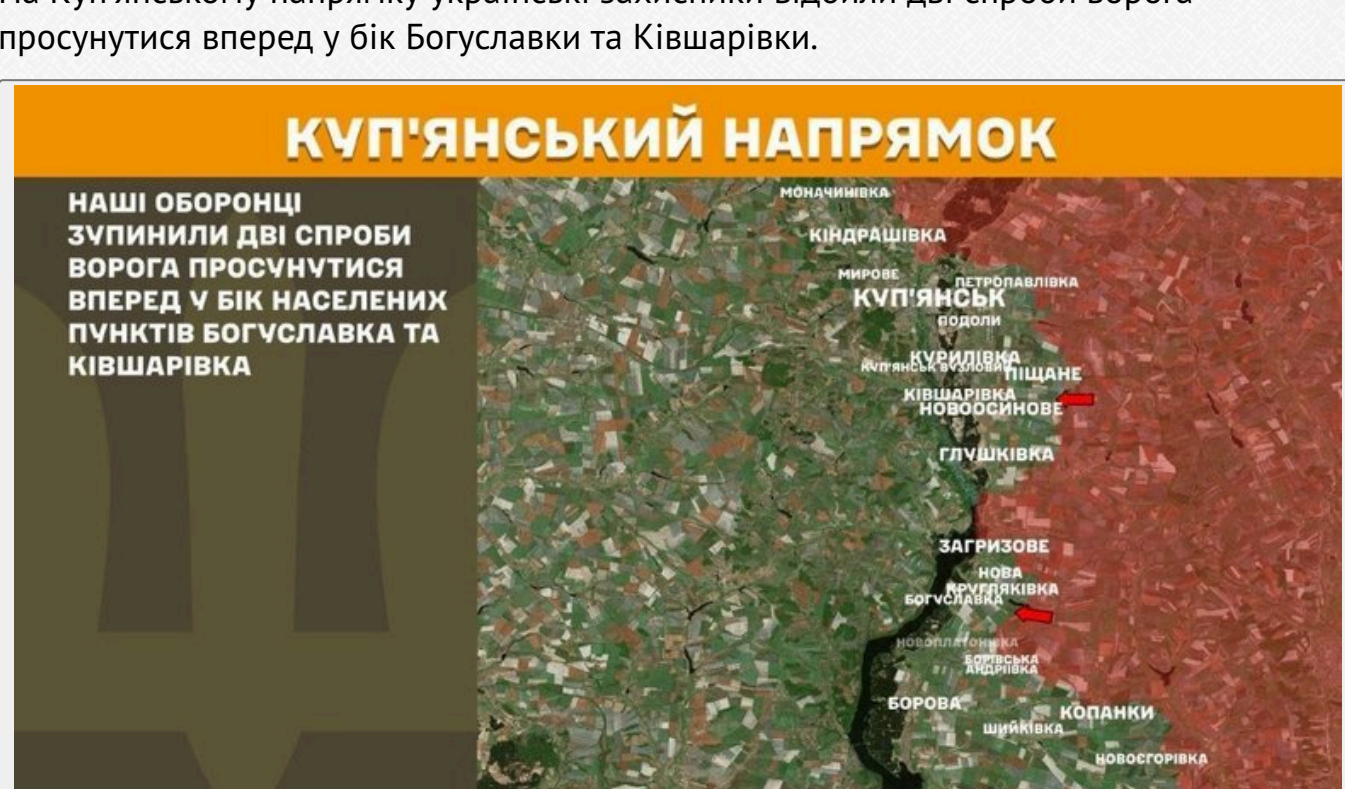 на Куп'янському напрямку українські захисники відбили дві спроби ворога
просунутися вперед у бік Богуславки та Ківшарівки.
КУП'ЯНСЬКИЙ НАПРЯМОК
НАШІ ОБОРОНЦІ
ЗУПИНИЛИ ДВІ СПРОБИ
ВОРОГА ПРОСУНУТИСЯ
ВПЕРЕД У БІК НАСЕЛЕНИХ
ПУНКТІВ БОГУСЛАВКА ТА
КІВШАРІВКА
МОНАЧИНІВКА
КІНДРАШІВКА
МИРОВЕ
ПЕТРОПАВЛІВКА
КУП'ЯНСЬК
ПОДОЛИ
КУРИЛІВКА
КУП'ЯНСЬК ВУЗЛОВИЙ
ПІЩАНЕ
КІВШАРІВКА
НОВООСИНОВЕ
ГЛУШКІВКА
ЗАГРИЗОВЕ
НОВА
КРУГЛЯКІВКА
БОГУСЛАВКА
НОВОПЛАТОНІВКА
БОРІВСЬКА
АНДРІЇВКА
БОРОВА
КОПАНКИ
ШИЙКІВКА
НОВОЄГОРІВКА